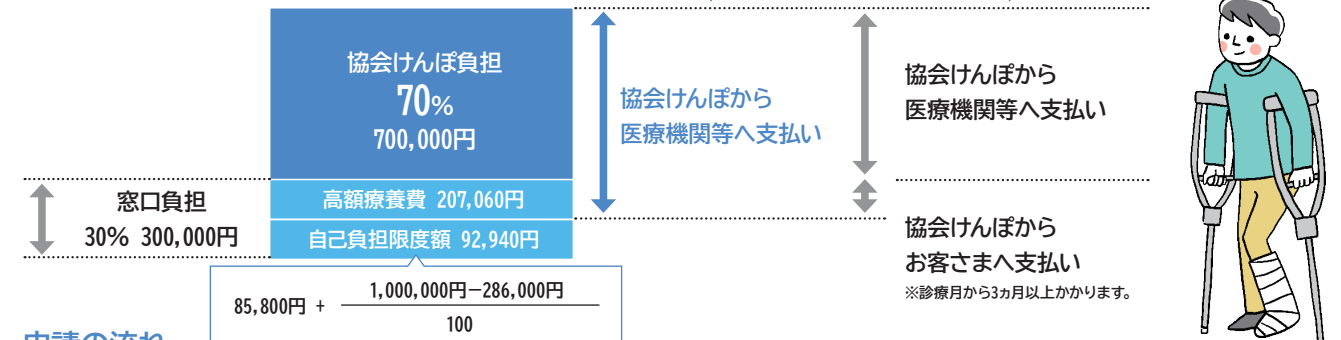 協会けんぽ負担
70%
700,000円
協会けんぽから
医療機関等へ支払い
協会けんぽから
医療機関等へ支払い
窓口負担
30% 300,000円
高額療養費 207,060円
自己負担限度額 92,940円
協会けんぽから
お客さまへ支払い
※診療月から3ヵ月以上かかります。
85,800円 +
1,000,000円−286,000円
100
申請の流れ